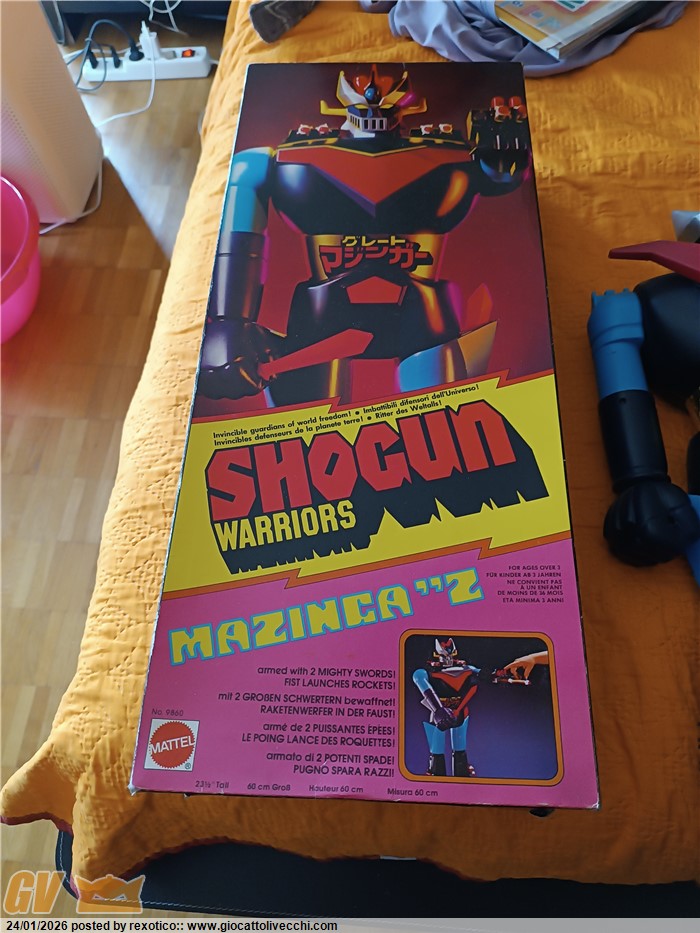 グレート
マジンガー
Invincible guardians of world freedom! • Imbattibili difensori dell'Universo!
Invincibles defenseurs de la planete terre! • Ritter des Weltalls!
SHOGUN
WARRIORS
FOR AGES OVER 3
FÜR KINDER AB 3 JAHREN
NE CONVIENT PAS
À UN ENFANT
DE MOINS DE 36 MOIS
ETA MINIMA 3 ANNI
MAZINGA "Z
armed with 2 MIGHTY SWORDS!
FIST LAUNCHES ROCKETS!
mit 2 GROßEN SCHWERTERN bewaffnet!
RAKETENWERFER IN DER FAUST!
armé de 2 PUISSANTES ÉPÉES!
LE POING LANCE DES ROQUETTES!
armato di 2 POTENTI SPADE!
PUGNO SPARA RAZZI!
No. 9860
MATTEL
®
23½" Tall 60 cm Groß Hauteur 60 cm Misura 60 cm
GV
24/01/2026 posted by rexotico:: www.giocattolivecchi.com